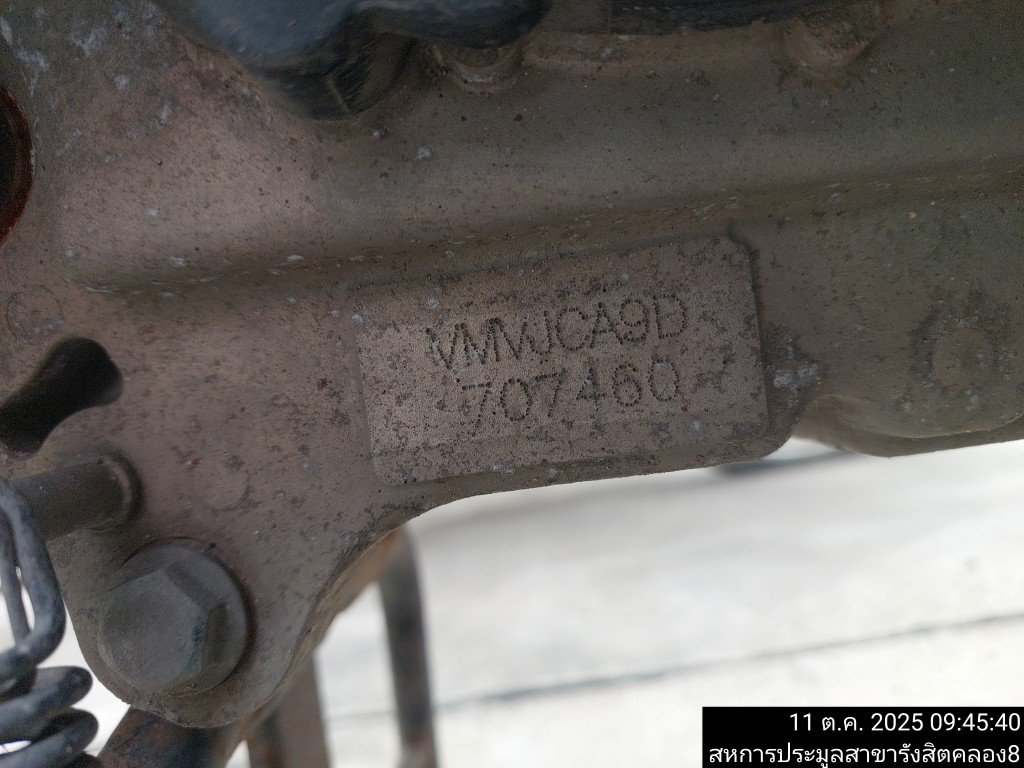 VMWJCA9D
707460
11 ต.ค. 2025 09:45:40
สหการประมูลสาขารังสิตคลอง8